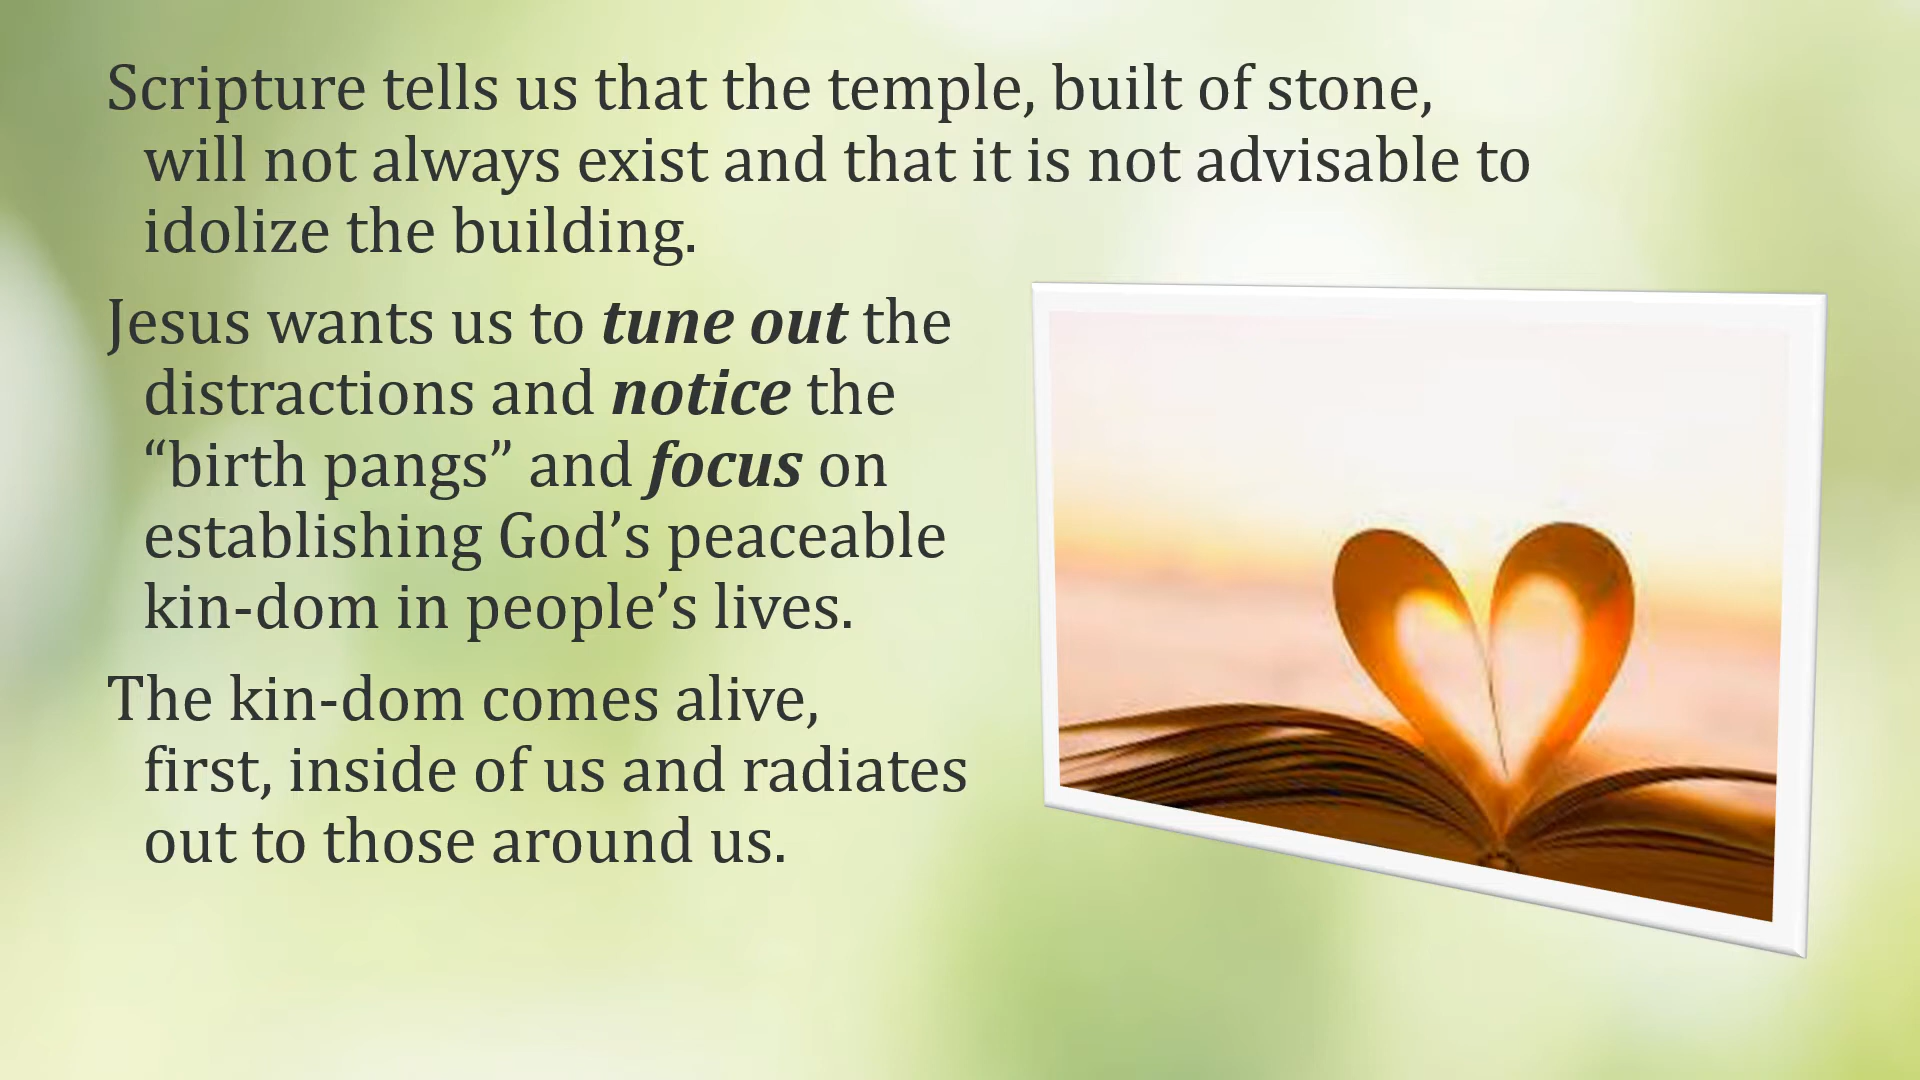 Scripture tells us that the temple, built of stone,
will not always exist and that it is not advisable to
idolize the building.
Jesus wants us to tune out the
distractions and notice the
“birth pangs” and focus on
establishing God’s peaceable
kin-dom in people’s lives.
The kin-dom comes alive,
first, inside of us and radiates
out to those around us.